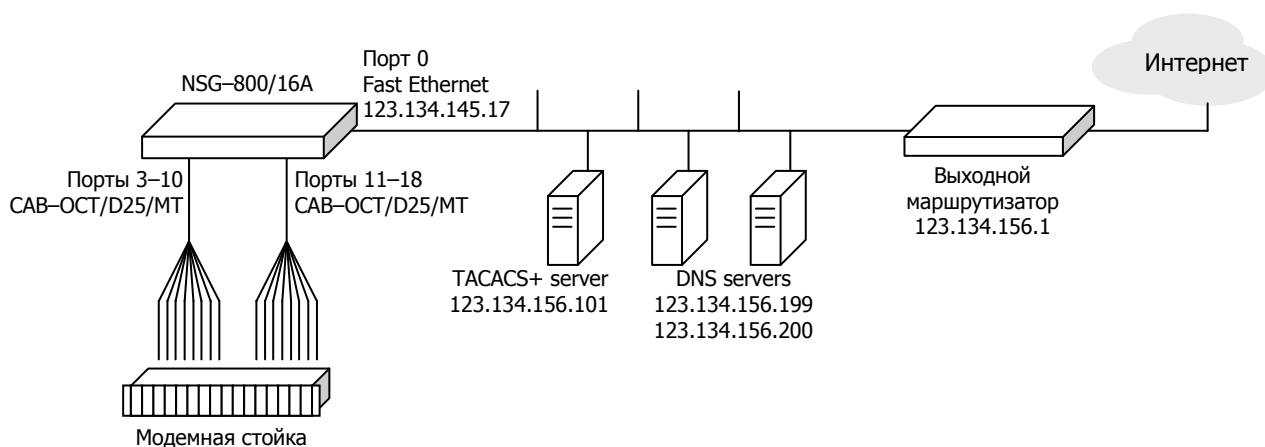 NSG–800/16A
Порт 0
Fast Ethernet
123.134.145.17
Интернет
Порты 3–10
CAB–OCT/D25/MT
Порты 11–18
CAB–OCT/D25/MT
Выходной
маршрутизатор
123.134.156.1
TACACS+ server
123.134.156.101
DNS servers
123.134.156.199
123.134.156.200
Модемная стойка